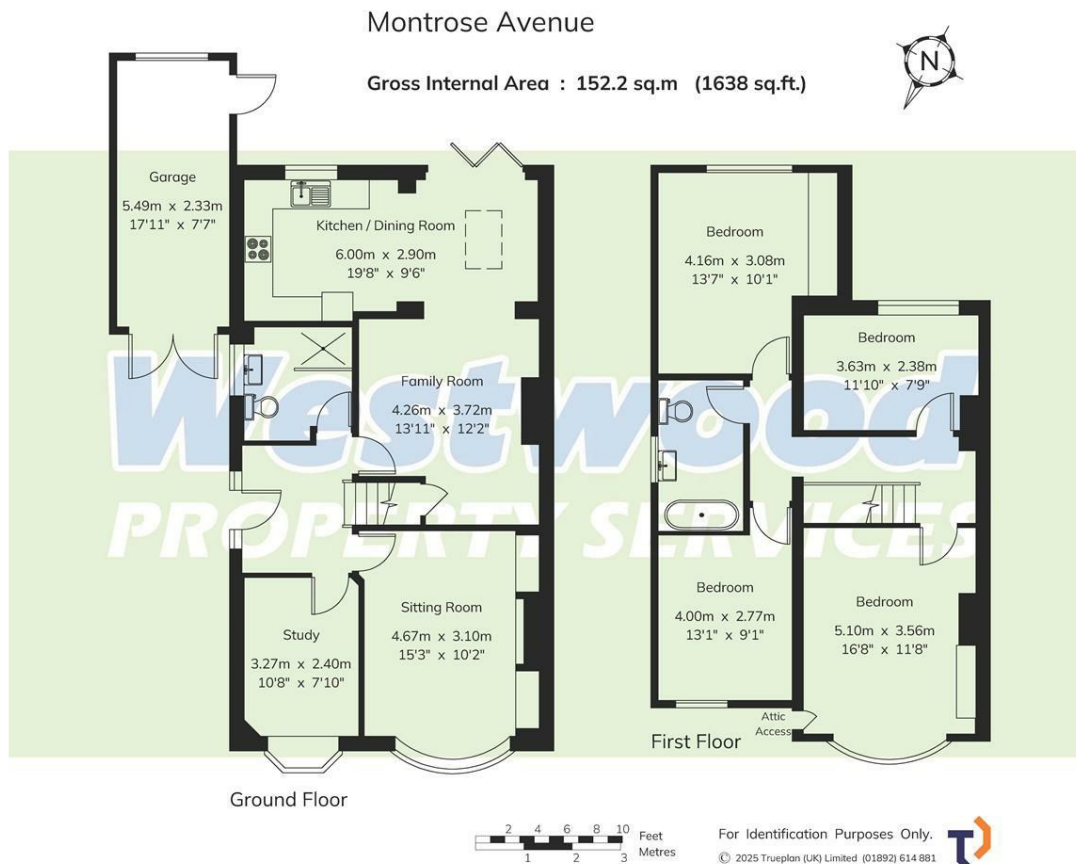 Montrose Avenue
Gross Internal Area : 152.2 sq.m (1638 sq.ft.)
N
Garage
5.49m x 2.33m
17'11" x 7'7"
Kitchen / Dining Room
6.00m x 2.90m
19'8" x 9'6"
Family Room
4.26m x 3.72m
13'11" x 12'2"
Sitting Room
4.67m x 3.10m
15'3" x 10'2"
Study
3.27m x 2.40m
10'8" x 7'10"
Ground Floor
Bedroom
4.16m x 3.08m
13'7" x 10'1"
Bedroom
3.63m x 2.38m
11'10" x 7'9"
Bedroom
4.00m x 2.77m
13'1" x 9'1"
Bedroom
5.10m x 3.56m
16'8" x 11'8"
Attic
Access
First Floor
Westwood
PROPERTY SERVICES
2 4 6 8 10 Feet
1 2 3 Metres
For Identification Purposes Only.
© 2025 Trueplan (UK) Limited (01892) 614 881